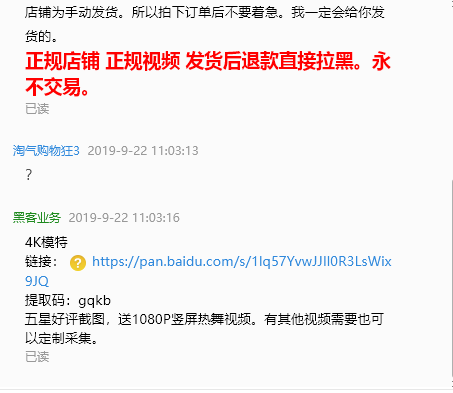 店铺为手动发货。所以拍下订单后不要着急。我一定会给你发
货的。
正规店铺 正规视频 发货后退款直接拉黑。永
不交易。
已读
淘气购物狂3 2019-9-22 11:03:13
?
黑客业务 2019-9-22 11:03:16
4K模特
链接： ? https://pan.baidu.com/s/1lq57YvwJJIl0R3LsWix
9JQ
提取码：gqkb
五星好评截图，送1080P竖屏热舞视频。有其他视频需要也可
以定制采集。
已读